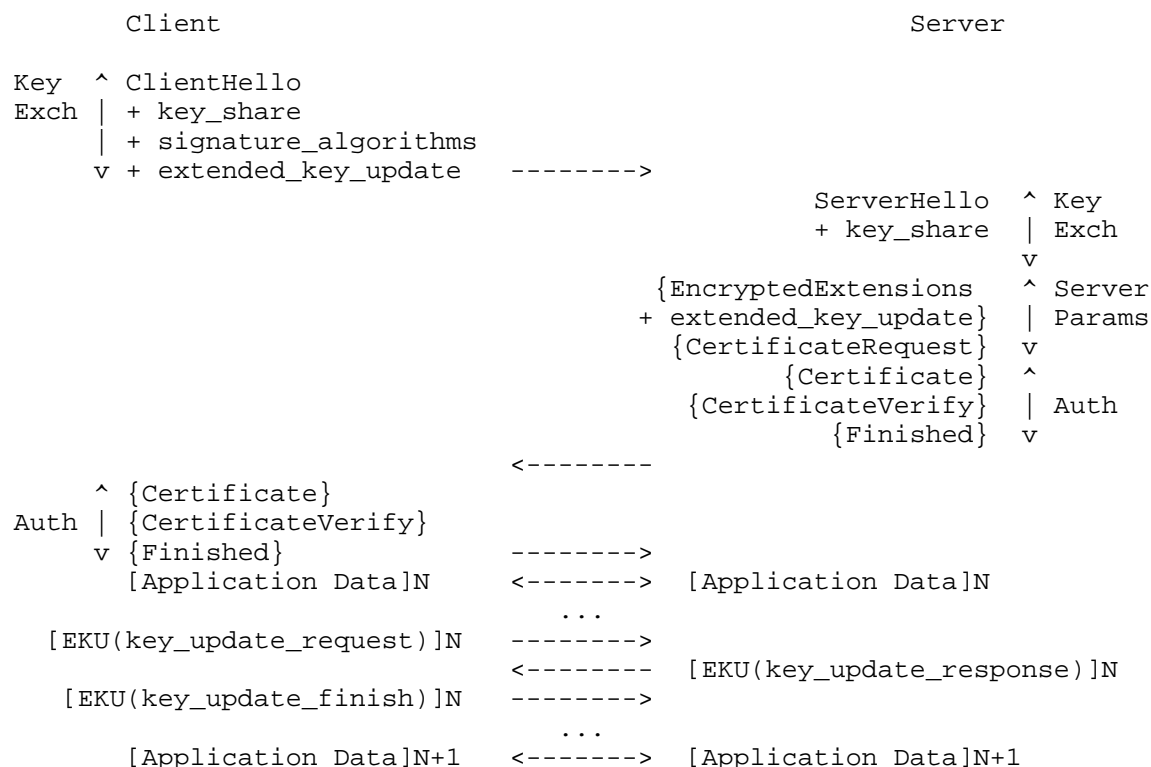 Client                                           Server

Key  ^ ClientHello
Exch | + key_share
     | + signature_algorithms
     v + extended_key_update   -------->
                                                  ServerHello  ^ Key
                                                  + key_share  | Exch
                                                               v
                                        {EncryptedExtensions   ^ Server
                                       + extended_key_update}  | Params
                                         {CertificateRequest}  v
                                                {Certificate}  ^
                                          {CertificateVerify}  | Auth
                                                   {Finished}  v
                               <--------
     ^ {Certificate}
Auth | {CertificateVerify}
     v {Finished}              -------->
       [Application Data]N     <------->  [Application Data]N
                                  ...
  [EKU(key_update_request)]N   -------->
                               <--------  [EKU(key_update_response)]N
   [EKU(key_update_finish)]N   -------->
                                  ...
       [Application Data]N+1   <------->  [Application Data]N+1